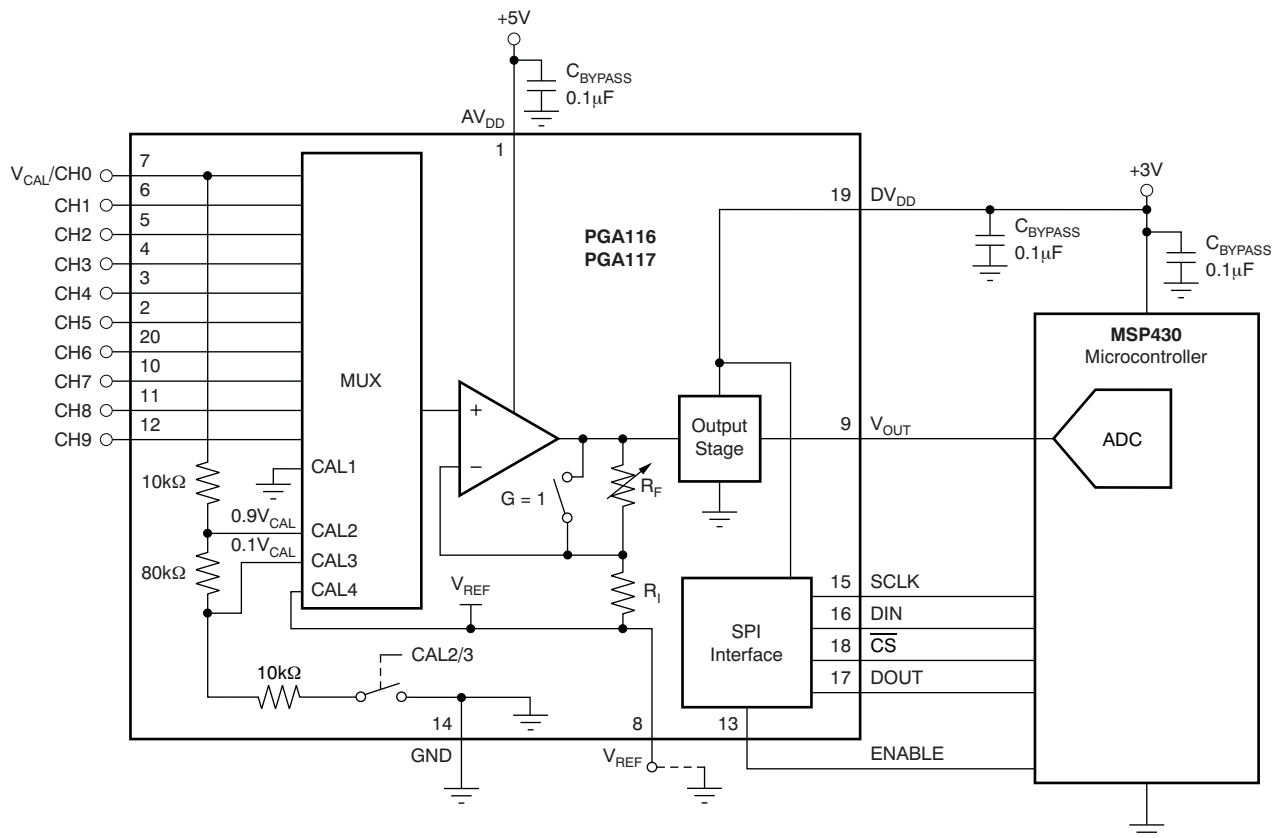 +5V
C_BYPASS
0.1µF
AV_DD
1
V_CAL/CH0 7
CH1 6
CH2 5
CH3 4
CH4 3
CH5 2
CH6 20
CH7 10
CH8 11
CH9 12
MUX
CAL1
CAL2
CAL3
CAL4
10kΩ
0.9V_CAL
0.1V_CAL
80kΩ
10kΩ
CAL2/3
PGA116
PGA117
+
−
G = 1
R_F
R_I
V_REF
Output
Stage
SPI
Interface
19 DV_DD
C_BYPASS
0.1µF
+3V
C_BYPASS
0.1µF
MSP430
Microcontroller
ADC
9 V_OUT
15 SCLK
16 DIN
18 C̅S̅
17 DOUT
13
ENABLE
14
GND
8
V_REF